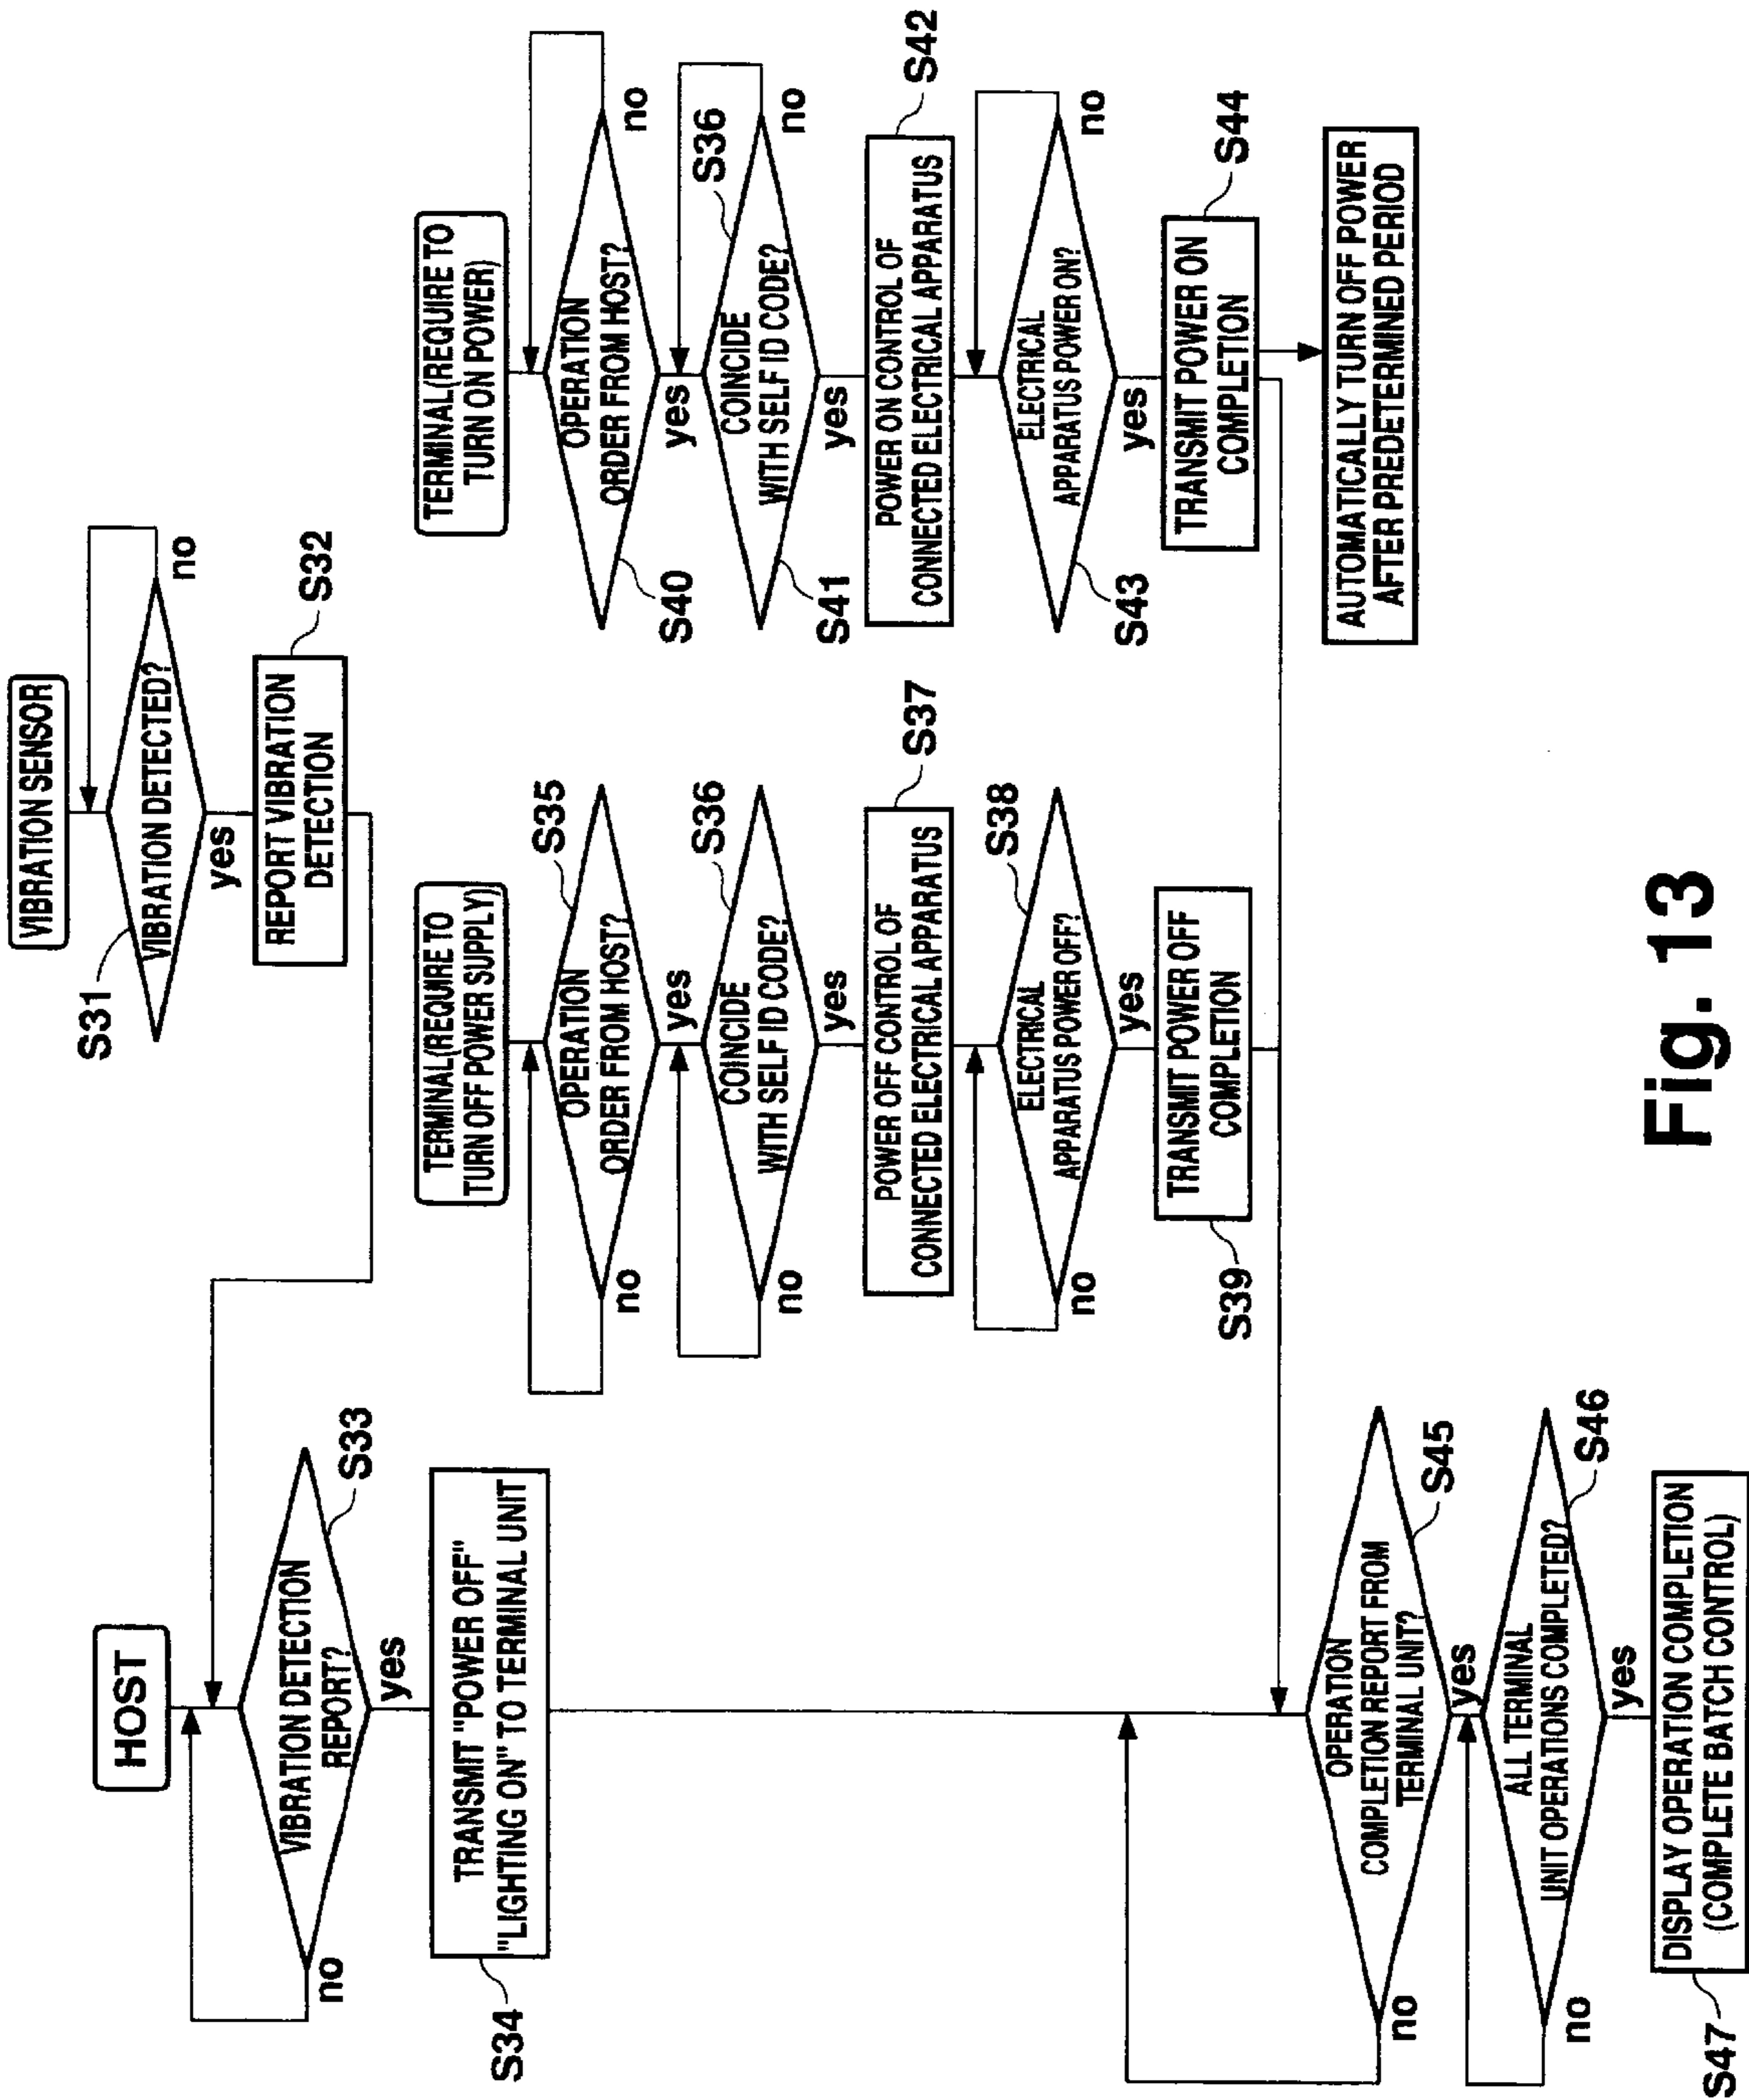 VIBRATION SENSOR
S31
VIBRATION DETECTED?
no
yes
S32
REPORT VIBRATION
DETECTION
HOST
VIBRATION DETECTION
REPORT?
S33
no
yes
S34
TRANSMIT "POWER OFF"
"LIGHTING ON" TO TERMINAL UNIT
TERMINAL(REQUIRE TO
TURN OFF POWER SUPPLY)
S35
OPERATION
ORDER FROM HOST?
no
yes
S36
COINCIDE
WITH SELF ID CODE?
no
yes
S37
POWER OFF CONTROL OF
CONNECTED ELECTRICAL APPARATUS
S38
ELECTRICAL
APPARATUS POWER OFF?
no
yes
S39
TRANSMIT POWER OFF
COMPLETION
TERMINAL(REQUIRE TO
TURN ON POWER)
OPERATION
ORDER FROM HOST?
no
S40
yes
S36
COINCIDE
WITH SELF ID CODE?
no
S41
yes
S42
POWER ON CONTROL OF
CONNECTED ELECTRICAL APPARATUS
ELECTRICAL
APPARATUS POWER ON?
no
S43
yes
S44
TRANSMIT POWER ON
COMPLETION
AUTOMATICALLY TURN OFF POWER
AFTER PREDETERMINED PERIOD
OPERATION
COMPLETION REPORT FROM
TERMINAL UNIT?
S45
no
yes
ALL TERMINAL
UNIT OPERATIONS COMPLETED?
S46
no
yes
S47
DISPLAY OPERATION COMPLETION
(COMPLETE BATCH CONTROL)
Fig. 13